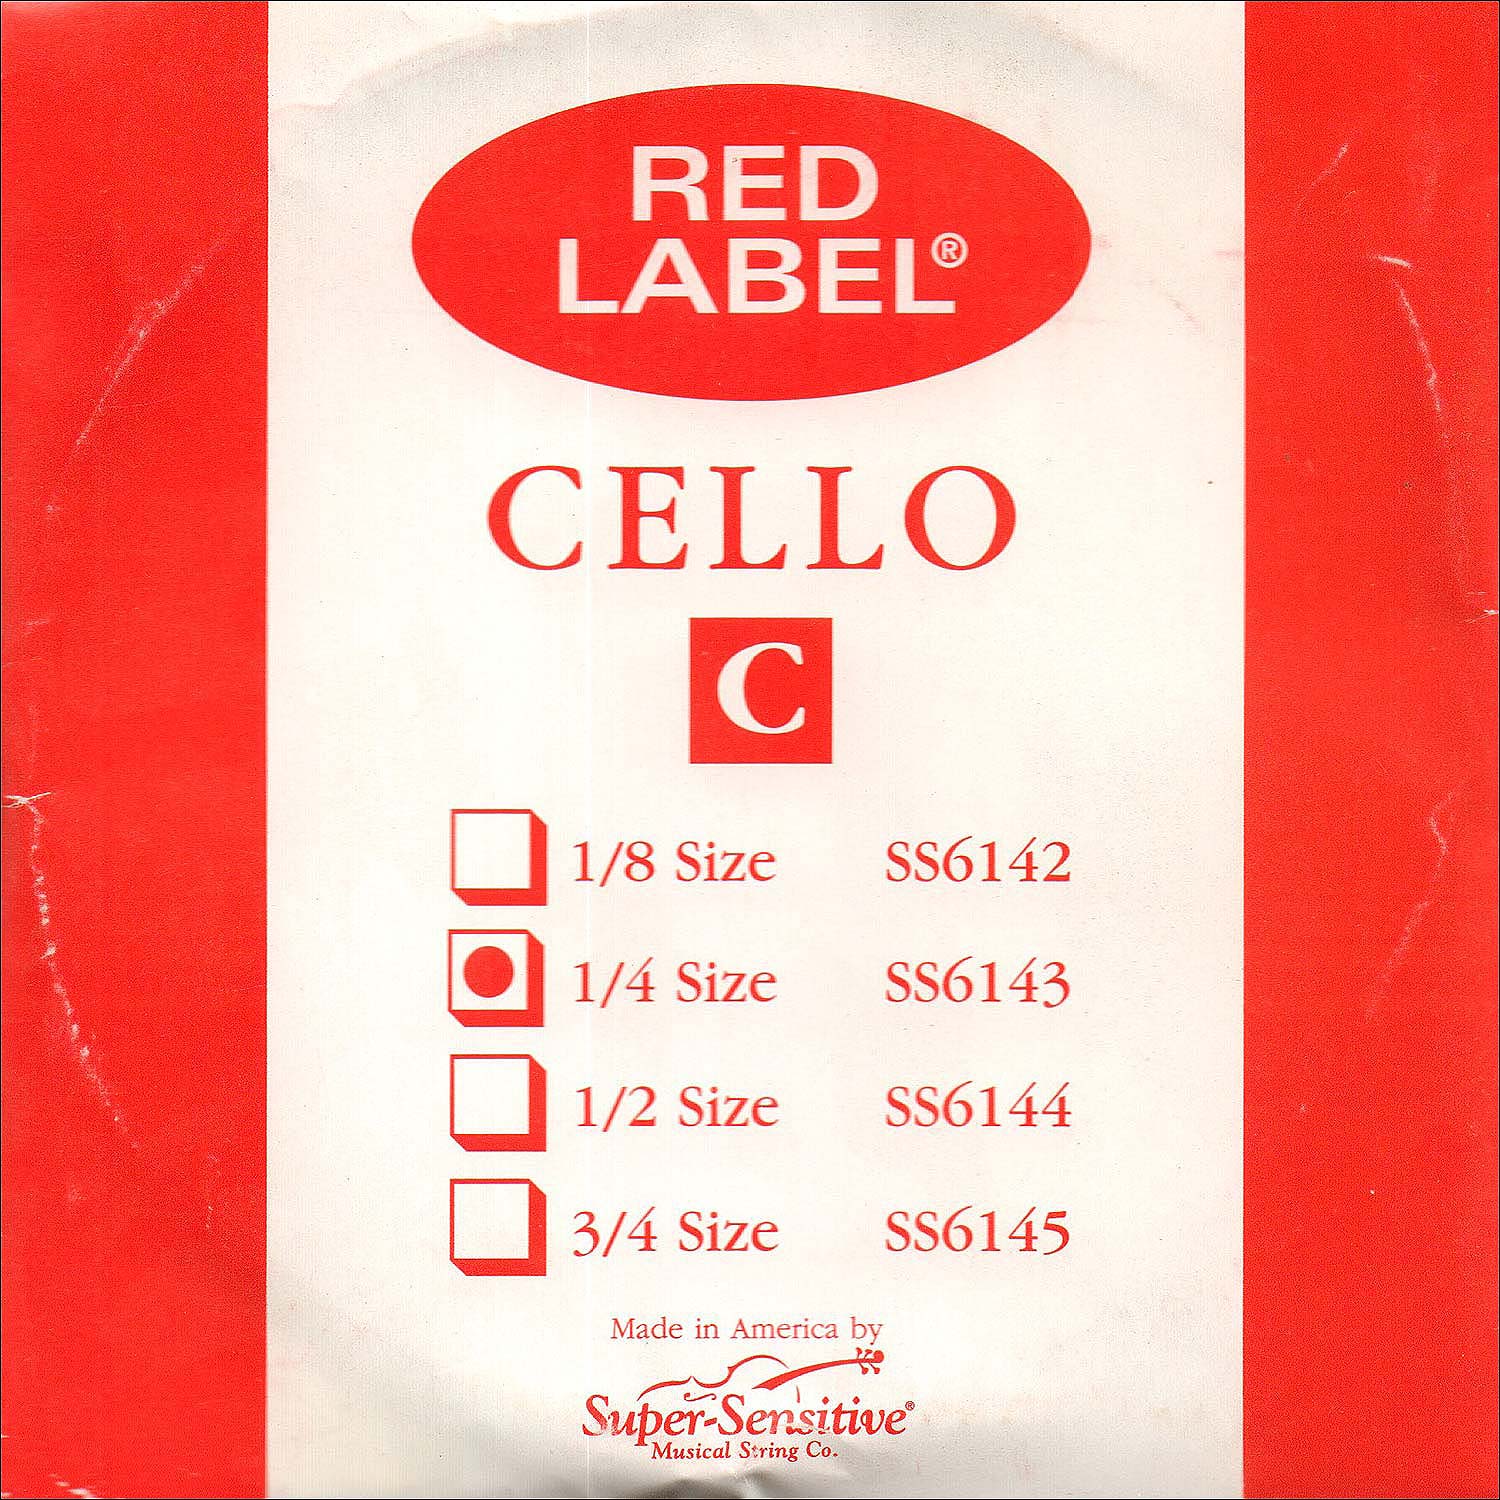 RED
LABEL®
CELLO
C
1/8 Size SS6142
1/4 Size SS6143
1/2 Size SS6144
3/4 Size SS6145
Made in America by
Super-Sensitive®
Musical String Co.